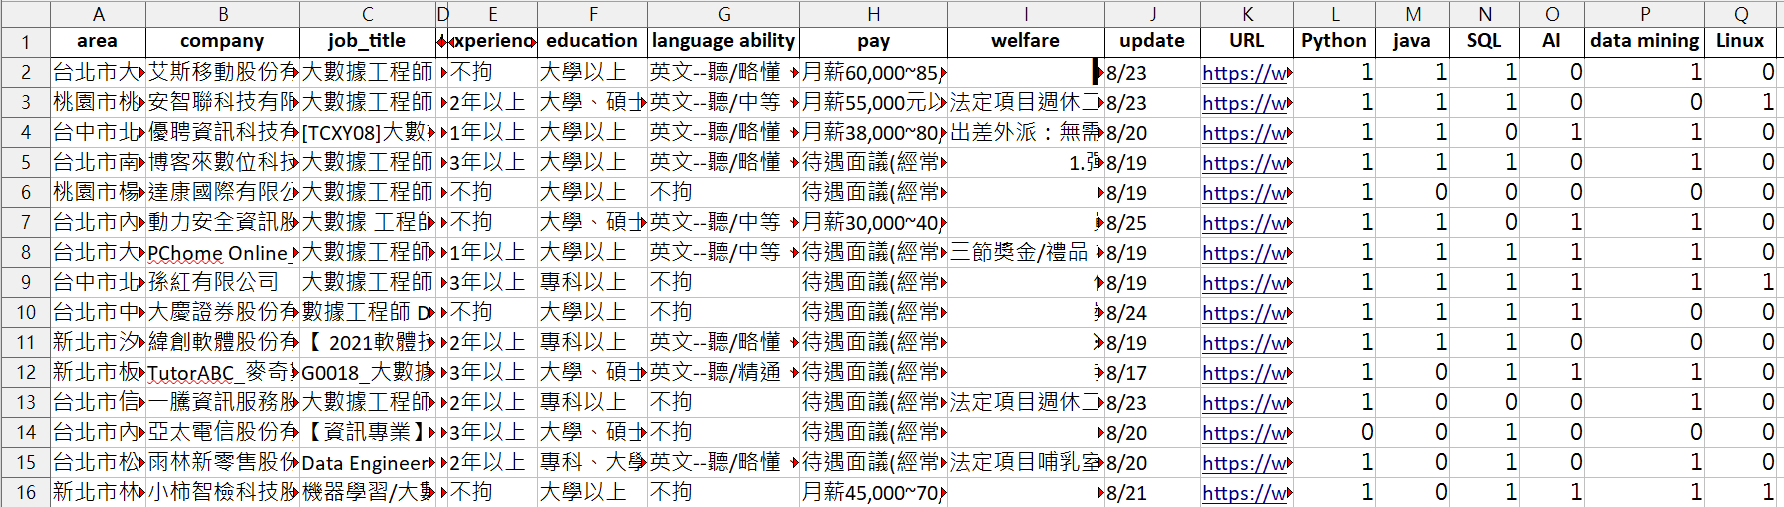 A B C D E F G H I J K L M N O P Q
1 area company job_title xperienc education language ability pay welfare update URL Python java SQL AI data mining Linux
2 台北市大 艾斯移動股份有 大數據工程師 不拘 大學以上 英文--聽/略懂 月薪60,000~85, 8/23 https://w 1 1 1 0 1 0
3 桃園市桃 安智聯科技有限 大數據工程師 2年以上 大學、碩士 英文--聽/中等 月薪55,000元以 法定項目週休二 8/23 https://w 1 1 1 0 0 1
4 台中市北 優聘資訊科技有 [TCXY08]大數 1年以上 大學以上 英文--聽/略懂 月薪38,000~80, 出差外派：無需 8/20 https://w 1 1 0 1 1 0
5 台北市南 博客來數位科技 大數據工程師 3年以上 大學以上 英文--聽/略懂 待遇面議(經常 1. 8/19 https://w 1 1 1 0 1 0
6 桃園市楊 達康國際有限公 大數據工程師 不拘 大學以上 不拘 待遇面議(經常 8/19 https://w 1 0 0 0 0 0
7 台北市內 動力安全資訊股 大數據 工程師 不拘 大學、碩士 英文--聽/中等 月薪30,000~40, 8/25 https://w 1 1 0 1 1 0
8 台北市大 PChome Online_ 大數據工程師 1年以上 大學以上 英文--聽/中等 待遇面議(經常 三節獎金/禮品 8/19 https://w 1 1 1 1 1 0
9 台中市北 孫紅有限公司 大數據工程師 3年以上 專科以上 不拘 待遇面議(經常 8/19 https://w 1 1 1 1 1 1
10 台北市中 大慶證券股份有 數據工程師 D 不拘 大學以上 不拘 待遇面議(經常 8/24 https://w 1 1 1 1 0 0
11 新北市汐 緯創軟體股份有 【 2021軟體技 2年以上 專科以上 英文--聽/略懂 待遇面議(經常 8/19 https://w 1 1 1 0 0 0
12 新北市板 TutorABC_麥奇 G0018_大數據 3年以上 大學、碩士 英文--聽/精通 待遇面議(經常 8/17 https://w 1 0 1 1 1 0
13 台北市信 一騰資訊服務股 大數據工程師 2年以上 專科以上 不拘 待遇面議(經常 法定項目週休二 8/23 https://w 1 0 0 0 1 0
14 台北市內 亞太電信股份有 【資訊專業】 3年以上 大學、碩士 不拘 待遇面議(經常 8/20 https://w 0 0 1 0 0 0
15 台北市松 雨林新零售股份 Data Engineer 2年以上 專科、大學 英文--聽/略懂 待遇面議(經常 法定項目哺乳室 8/20 https://w 1 0 1 0 1 0
16 新北市林 小柿智檢科技股 機器學習/大數 不拘 大學以上 不拘 月薪45,000~70, 8/21 https://w 1 0 1 1 1 1